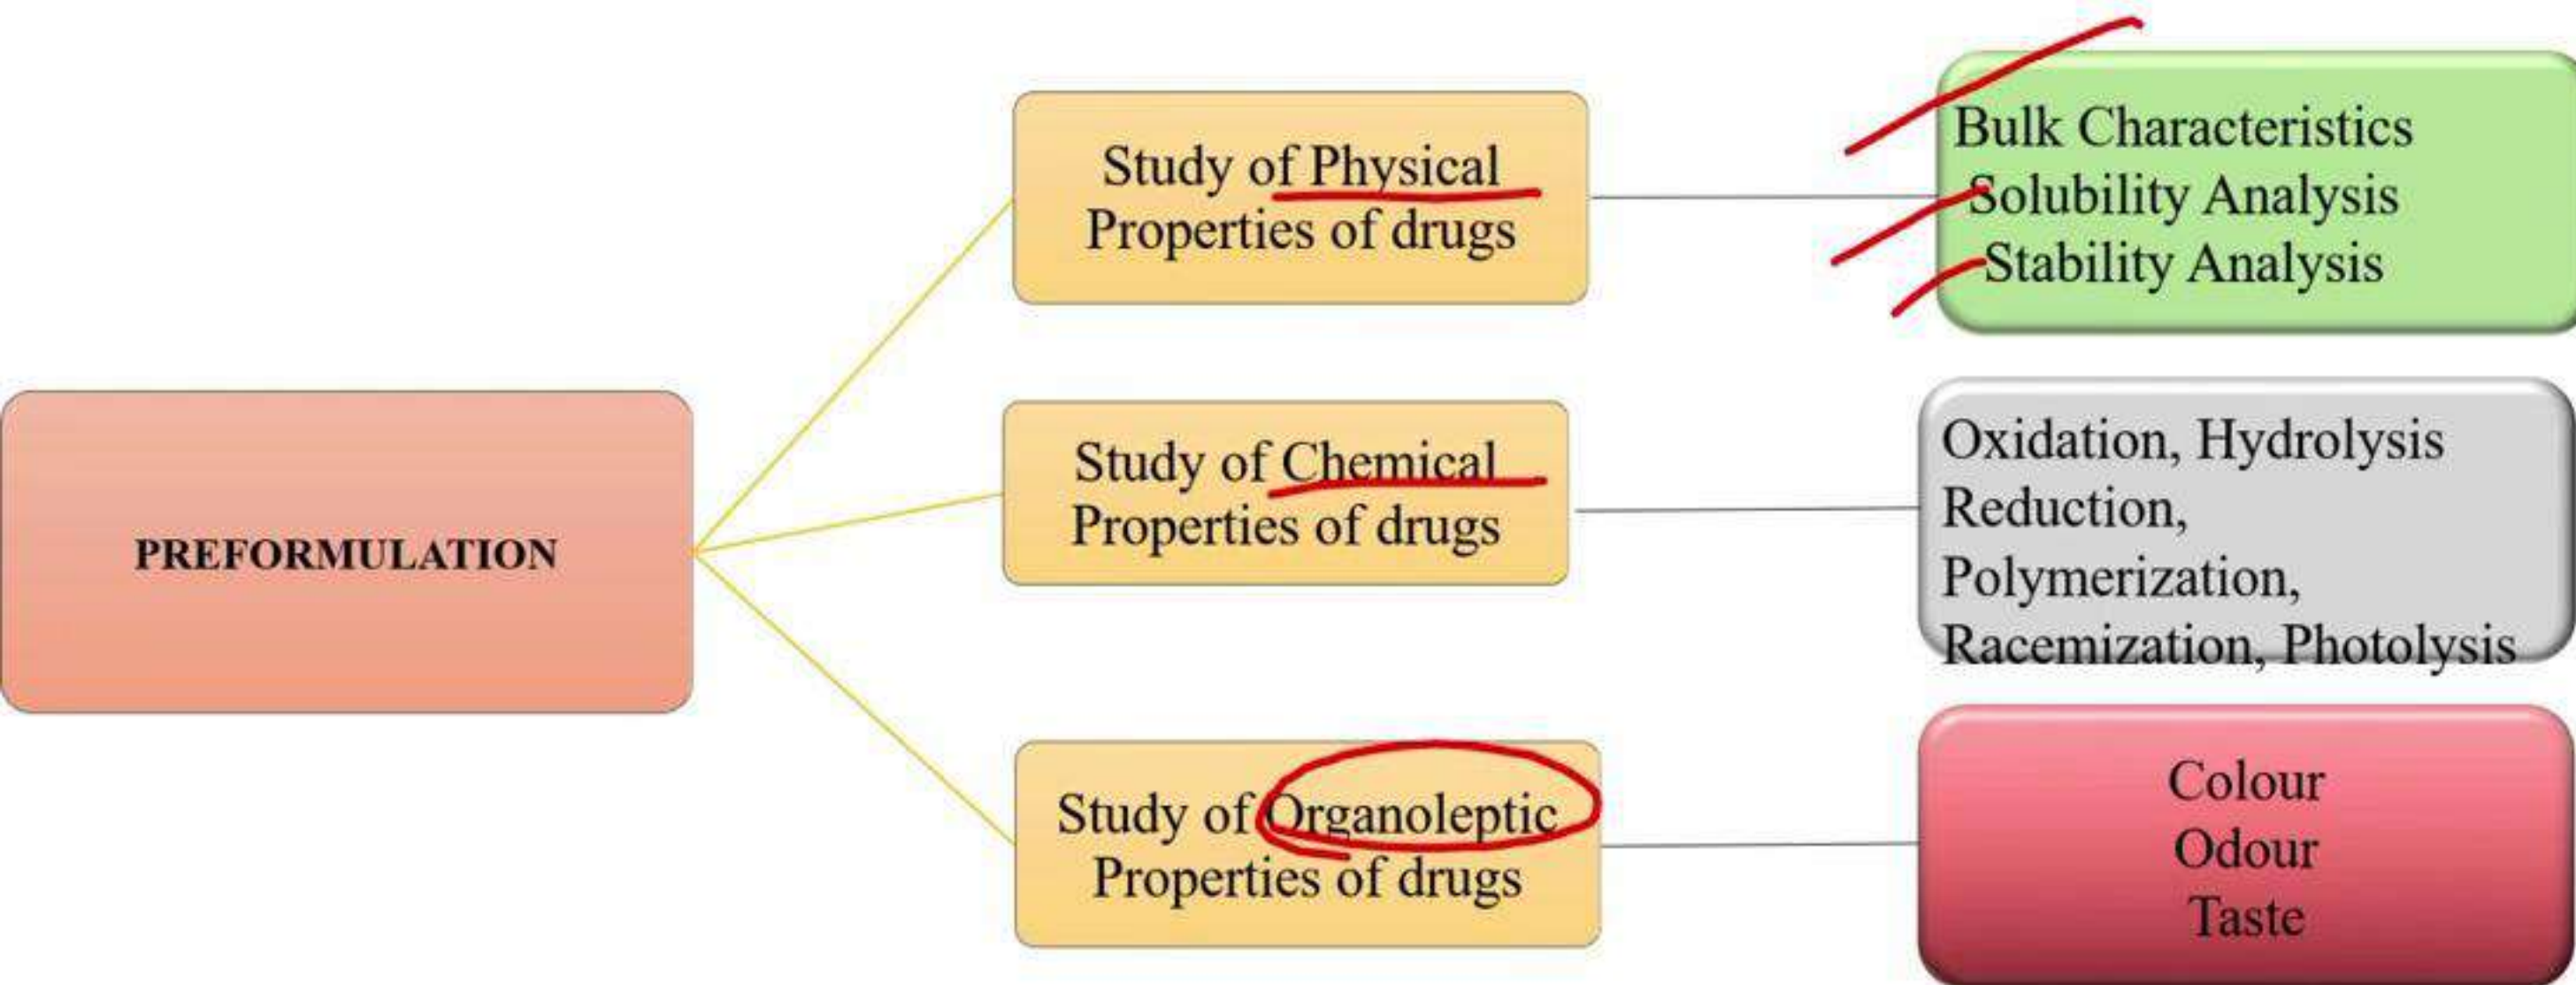 PREFORMULATION
Study of Physical
Properties of drugs
Bulk Characteristics
Solubility Analysis
Stability Analysis
Study of Chemical
Properties of drugs
Oxidation, Hydrolysis
Reduction,
Polymerization,
Racemization, Photolysis
Study of Organoleptic
Properties of drugs
Colour
Odour
Taste